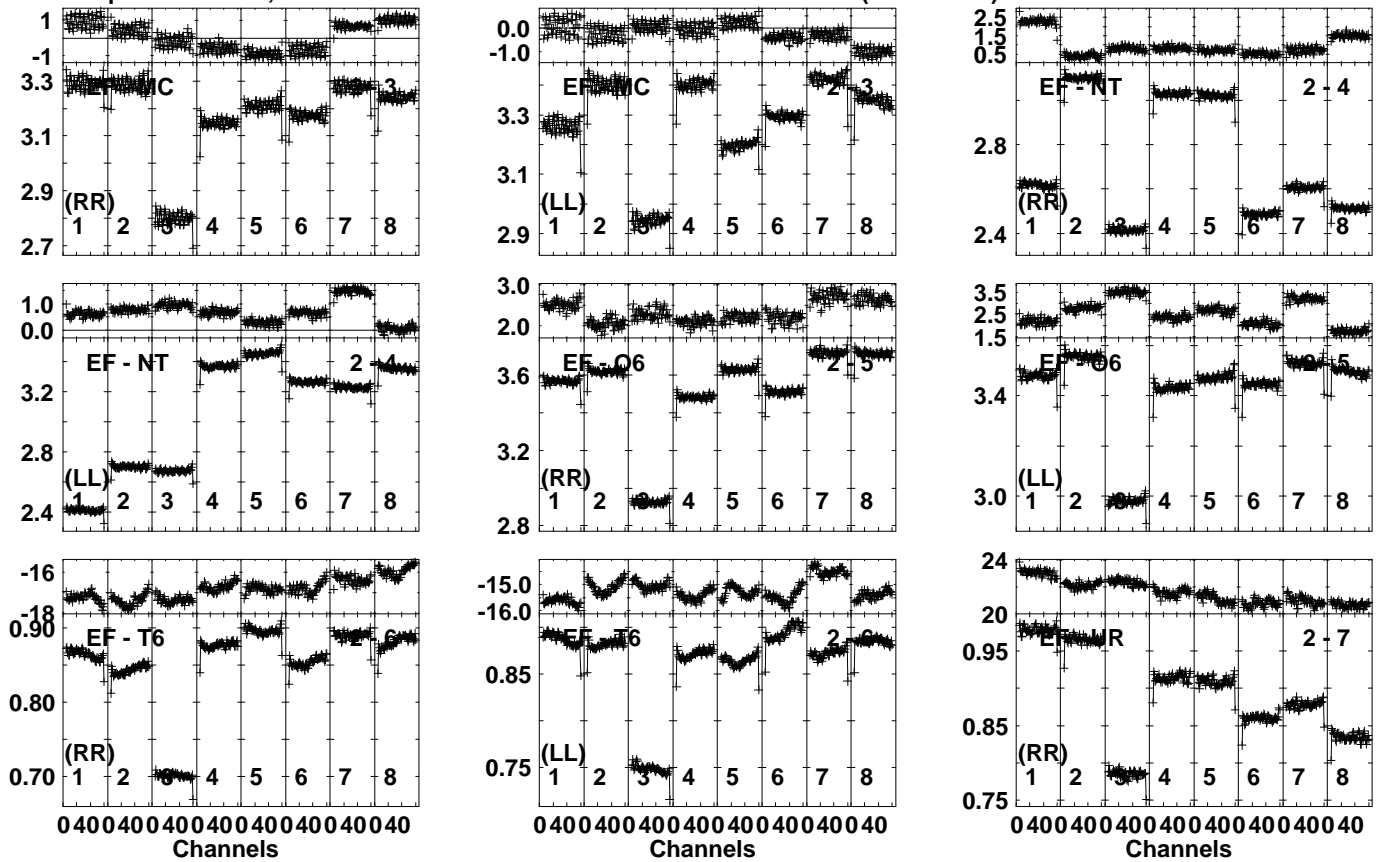 1
-1
3.3
3.1
2.9
2.7
EF - MC
3
(RR)
1 2 3 4 5 6 7 8
0.0
-1.0
3.3
3.1
2.9
EF - MC
2 - 3
(LL)
1 2 3 4 5 6 7 8
2.5
1.5
0.5
2.8
2.4
EF - NT
2 - 4
(RR)
1 2 3 4 5 6 7 8
1.0
0.0
3.2
2.8
2.4
EF - NT
2 - 4
(LL)
1 2 3 4 5 6 7 8
3.0
2.0
3.6
3.2
2.8
EF - O6
2 - 5
(RR)
1 2 3 4 5 6 7 8
3.5
2.5
1.5
3.4
3.0
EF - O6
2 - 5
(LL)
1 2 3 4 5 6 7 8
-16
-18
0.90
0.80
0.70
EF - T6
2 - 6
(RR)
1 2 3 4 5 6 7 8
-15.0
-16.0
0.85
0.75
EF - T6
2 - 6
(LL)
1 2 3 4 5 6 7 8
24
20
0.95
0.85
0.75
EF - UR
2 - 7
(RR)
1 2 3 4 5 6 7 8
0 40 0 40 0 40 0 40 0 40 0 40 0 40 0 40
Channels
0 40 0 40 0 40 0 40 0 40 0 40 0 40 0 40
Channels
0 40 0 40 0 40 0 40 0 40 0 40 0 40 0 40
Channels